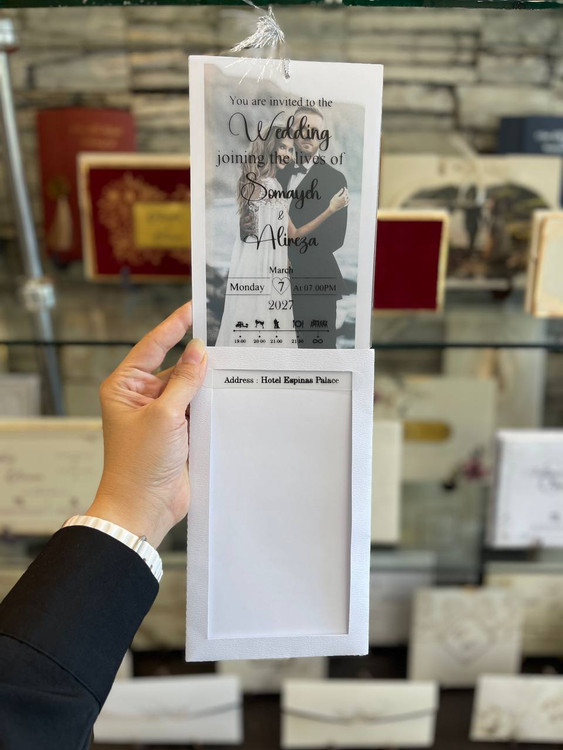 You are invited to the
Wedding
joining the lives of
Somayeh
&
Alireza
March
Monday 7 At 07:00PM
2027
19:00 20:00 21:00 21:30 ∞
Address : Hotel Espinas Palace